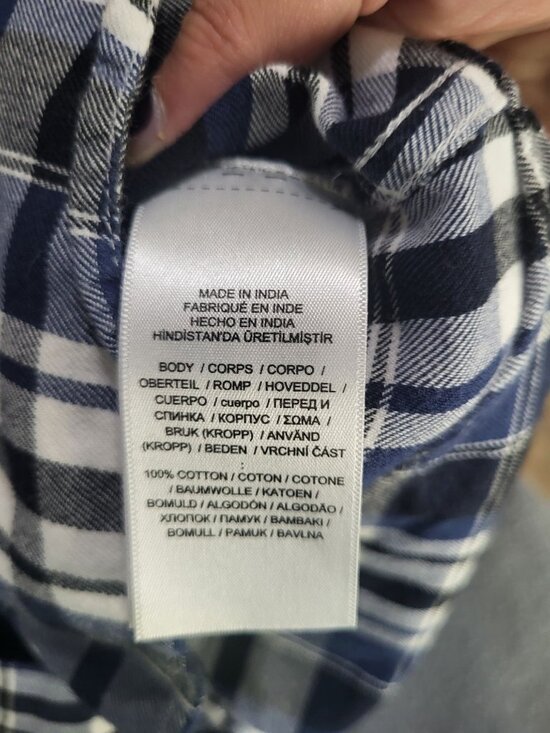 MADE IN INDIA
FABRIQUÉ EN INDE
HECHO EN INDIA
HİNDİSTAN'DA ÜRETİLMİŞTİR
BODY / CORPS / CORPO /
OBERTEIL / ROMP / HOVEDDEL /
CUERPO / cuerpo / ПЕРЕД И
СПИНКА / КОРПУС / ΣΩΜΑ /
BRUK (KROPP) / ANVÄND
(KROPP) / BEDEN / VRCHNÍ ČÁST
:
100% COTTON / COTON / COTONE
/ BAUMWOLLE / KATOEN /
BOMULD / ALGODÓN / ALGODÃO /
ХЛОПОК / ПАМУК / ΒΑΜΒΑΚΙ /
BOMULL / PAMUK / BAVLNA